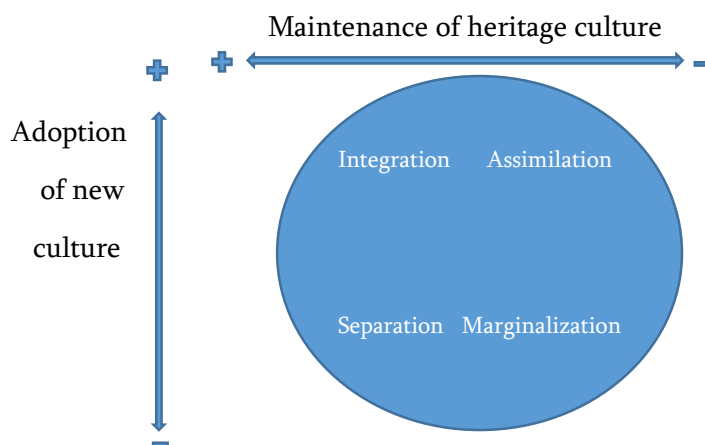 Maintenance of heritage culture
+ + -
Adoption
of new
culture
Integration Assimilation
Separation Marginalization
-